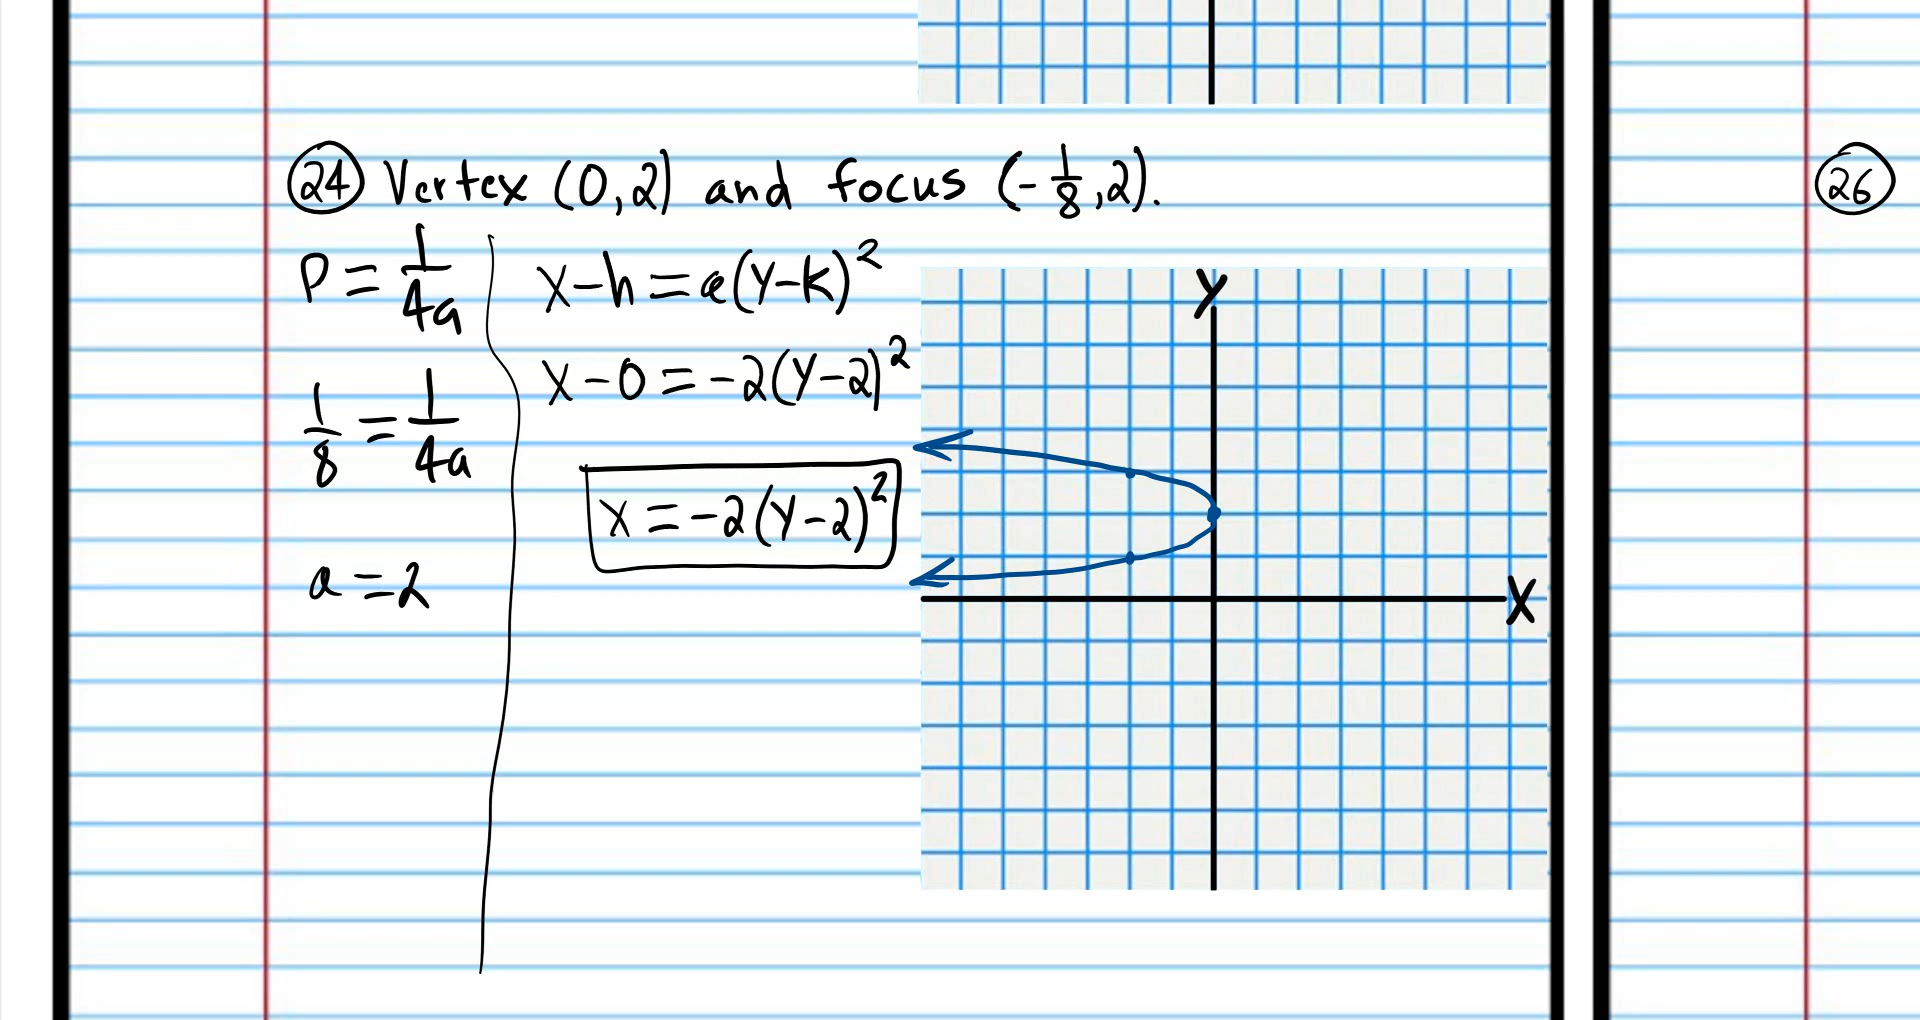 24 Vertex (0,2) and focus (-1/8,2).
P = 1/4a
1/8 = 1/4a
a = 2
x-h = a(y-k)²
x-0 = -2(y-2)²
x = -2(y-2)²
y
x
26